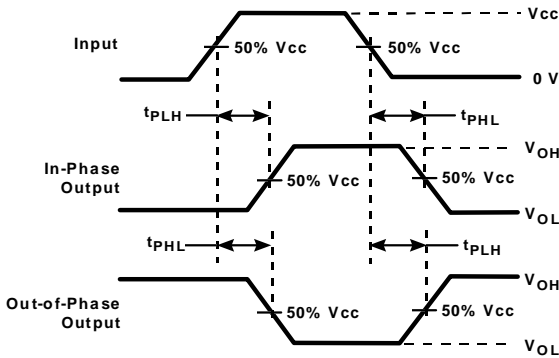 Vcc
Input
50% Vcc
50% Vcc
0 V
tPLH
tPHL
In-Phase
Output
50% Vcc
50% Vcc
VOH
VOL
tPHL
tPLH
Out-of-Phase
Output
50% Vcc
50% Vcc
VOH
VOL